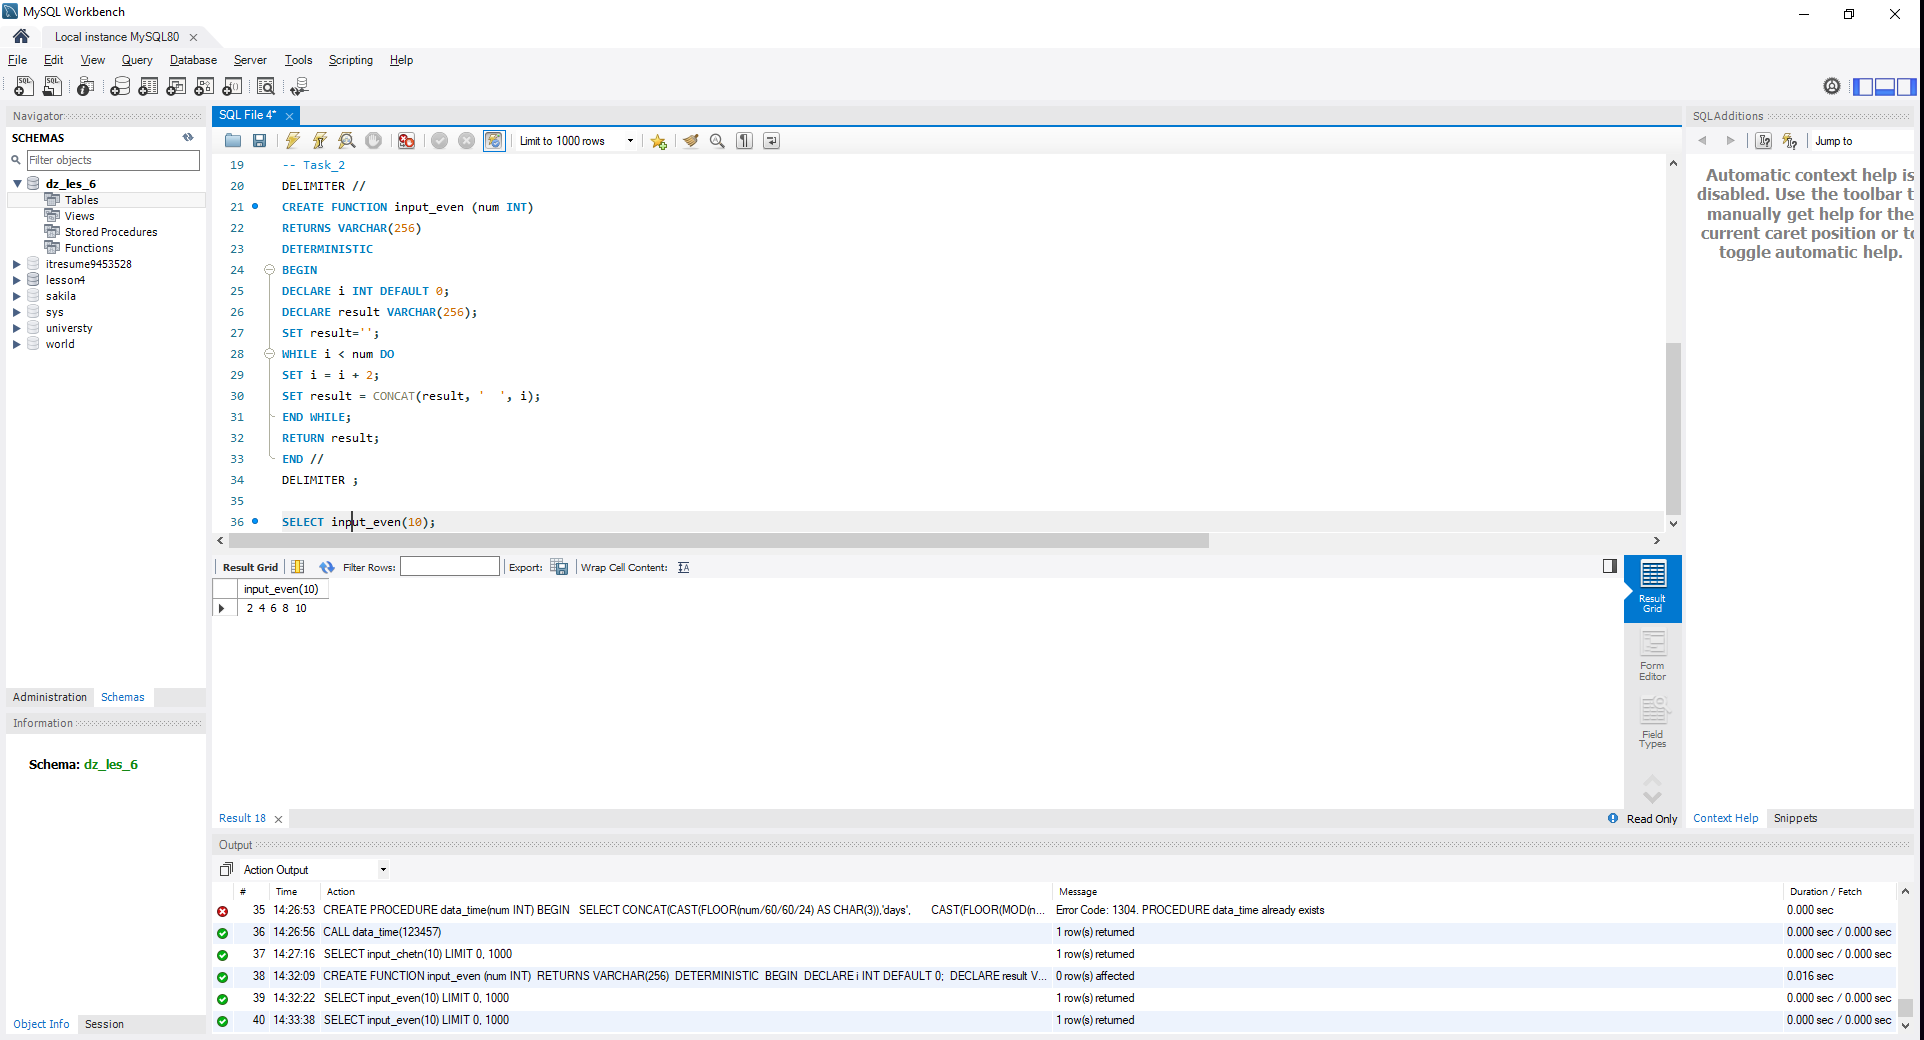 MySQL Workbench
Local instance MySQL80
File Edit View Query Database Server Tools Scripting Help
Navigator
SCHEMAS
Filter objects
dz_les_6
Tables
Views
Stored Procedures
Functions
itresume9453528
lesson4
sakila
sys
universty
world
Administration Schemas
Information
Schema: dz_les_6
Object Info Session
SQL File 4*
Limit to 1000 rows
19 -- Task_2
20 DELIMITER //
21 CREATE FUNCTION input_even (num INT)
22 RETURNS VARCHAR(256)
23 DETERMINISTIC
24 BEGIN
25 DECLARE i INT DEFAULT 0;
26 DECLARE result VARCHAR(256);
27 SET result='';
28 WHILE i < num DO
29 SET i = i + 2;
30 SET result = CONCAT(result, '  ', i);
31 END WHILE;
32 RETURN result;
33 END //
34 DELIMITER ;
35
36 SELECT input_even(10);
Result Grid Filter Rows: Export: Wrap Cell Content:
input_even(10)
2 4 6 8 10
Result Grid
Form Editor
Field Types
Result 18
Read Only
SQLAdditions
Jump to
Automatic context help is
disabled. Use the toolbar t
manually get help for the
current caret position or to
toggle automatic help.
Context Help Snippets
Output
Action Output
# Time Action Message Duration / Fetch
35 14:26:53 CREATE PROCEDURE data_time(num INT) BEGIN SELECT CONCAT(CAST(FLOOR(num/60/60/24) AS CHAR(3)),'days', CAST(FLOOR(MOD(n... Error Code: 1304. PROCEDURE data_time already exists 0.000 sec
36 14:26:56 CALL data_time(123457) 1 row(s) returned 0.000 sec / 0.000 sec
37 14:27:16 SELECT input_chetn(10) LIMIT 0, 1000 1 row(s) returned 0.000 sec / 0.000 sec
38 14:32:09 CREATE FUNCTION input_even (num INT) RETURNS VARCHAR(256) DETERMINISTIC BEGIN DECLARE i INT DEFAULT 0; DECLARE result V... 0 row(s) affected 0.016 sec
39 14:32:22 SELECT input_even(10) LIMIT 0, 1000 1 row(s) returned 0.000 sec / 0.000 sec
40 14:33:38 SELECT input_even(10) LIMIT 0, 1000 1 row(s) returned 0.000 sec / 0.000 sec